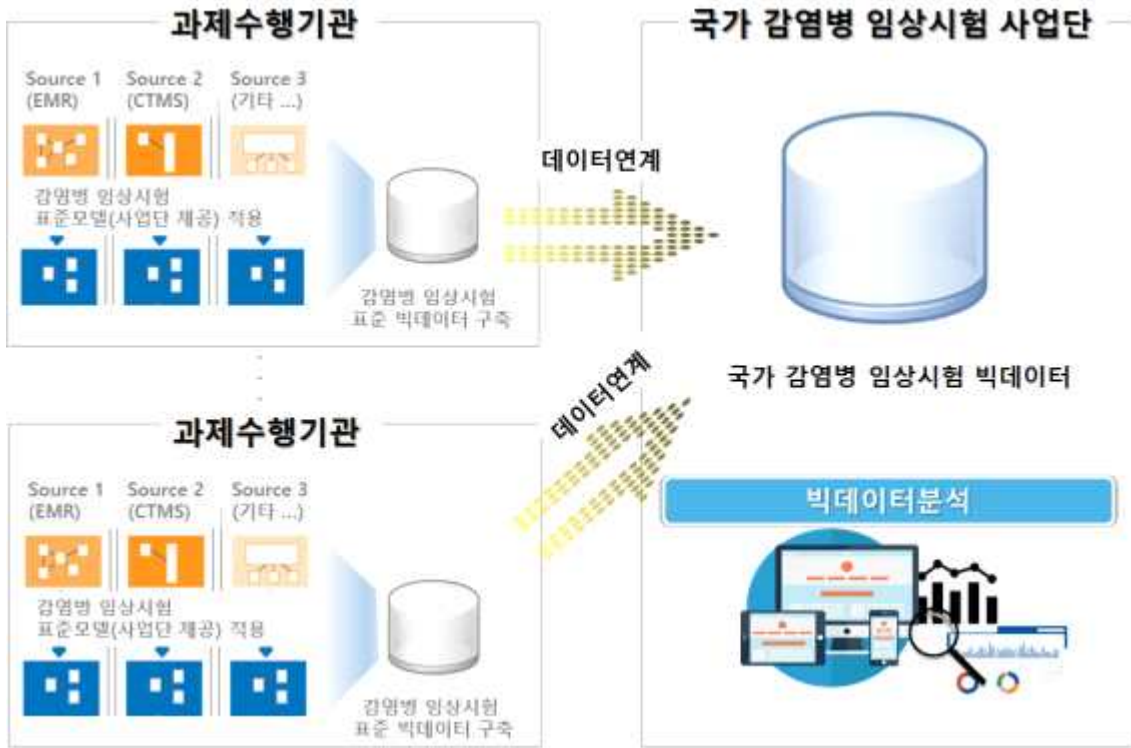 과제수행기관
Source 1
(EMR)
Source 2
(CTMS)
Source 3
(기타 ...)
감염병 임상시험
표준모델(사업단 제공) 적용
감염병 임상시험
표준 빅데이터 구축
데이터연계
국가 감염병 임상시험 사업단
국가 감염병 임상시험 빅데이터
과제수행기관
Source 1
(EMR)
Source 2
(CTMS)
Source 3
(기타 ...)
감염병 임상시험
표준모델(사업단 제공) 적용
감염병 임상시험
표준 빅데이터 구축
데이터연계
빅데이터분석